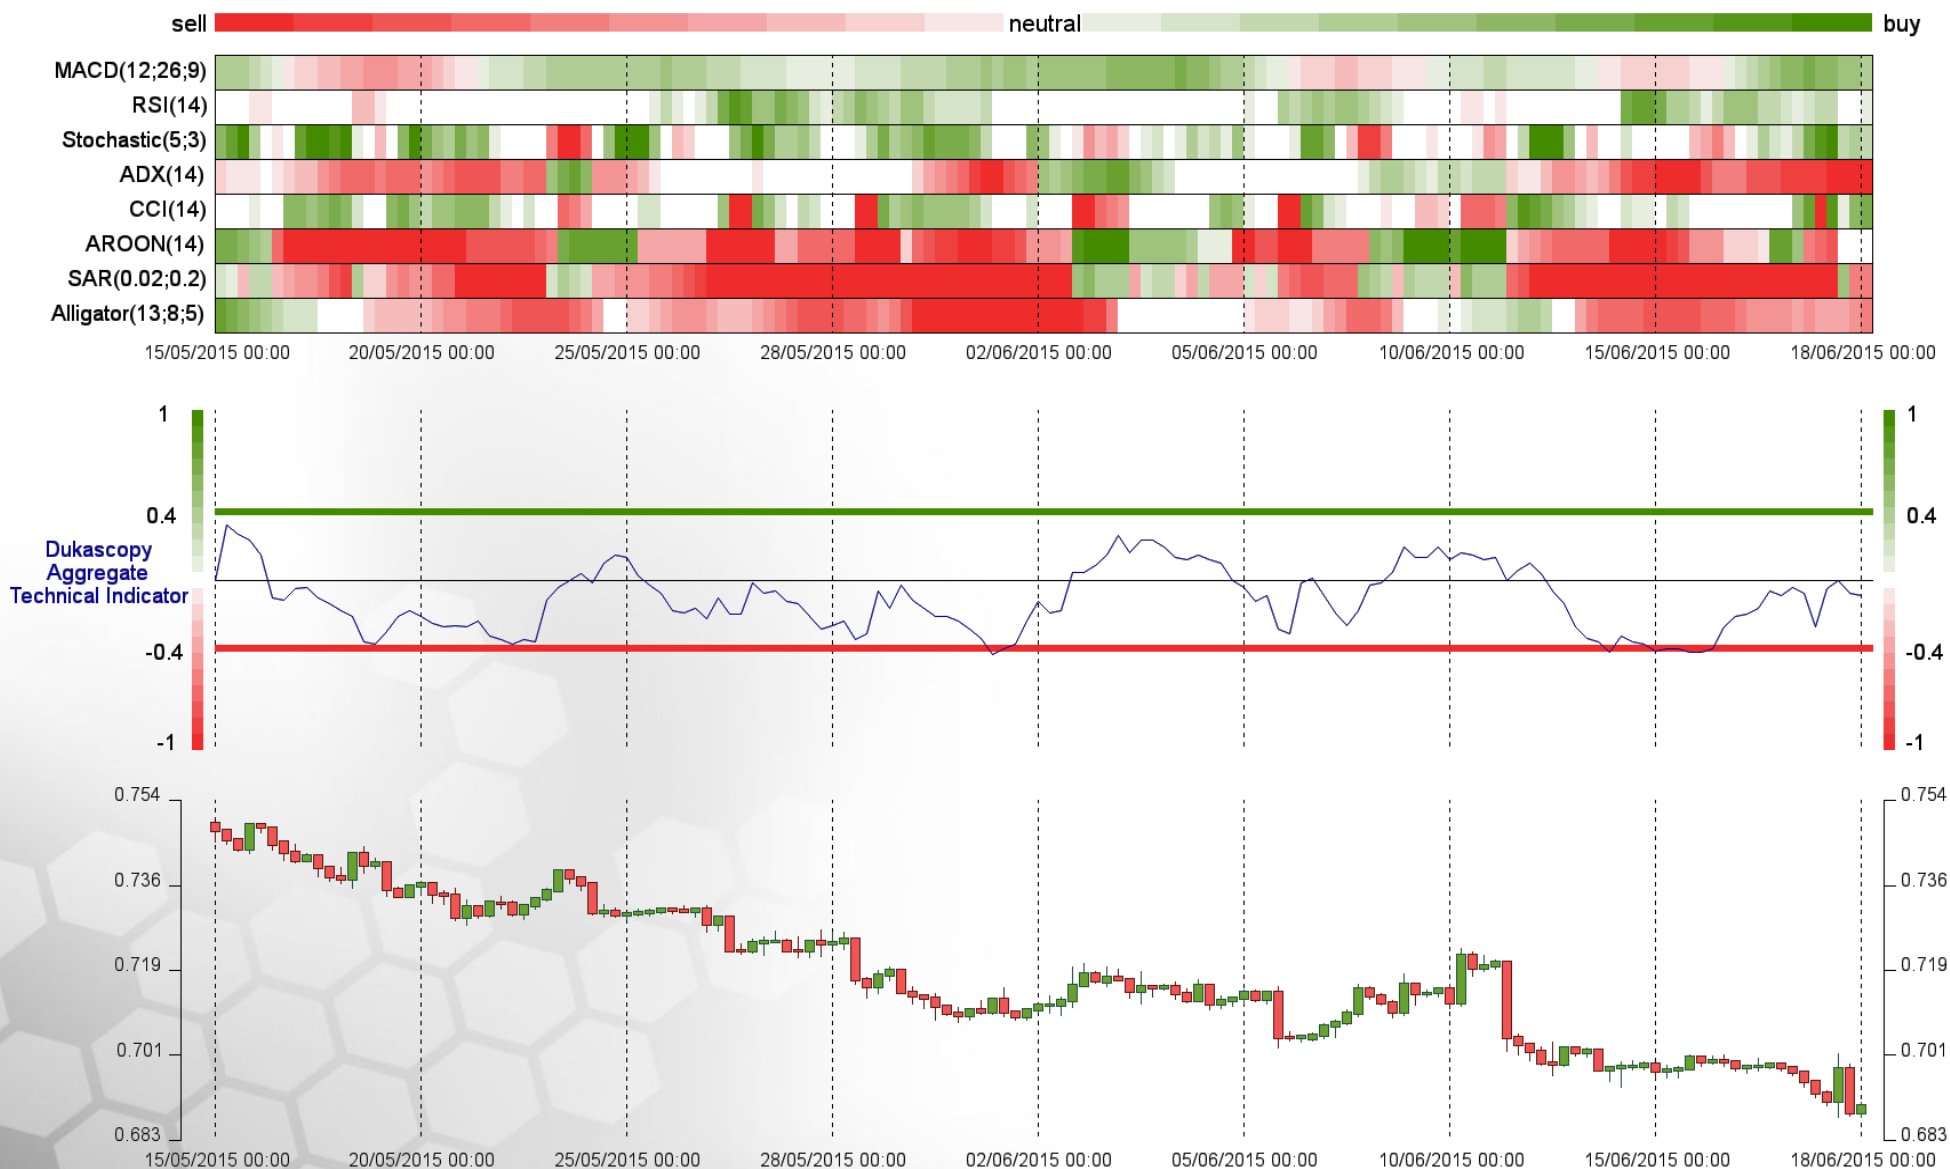 sell neutral buy
MACD(12;26;9)
RSI(14)
Stochastic(5;3)
ADX(14)
CCI(14)
AROON(14)
SAR(0.02;0.2)
Alligator(13;8;5)
15/05/2015 00:00 20/05/2015 00:00 25/05/2015 00:00 28/05/2015 00:00 02/06/2015 00:00 05/06/2015 00:00 10/06/2015 00:00 15/06/2015 00:00 18/06/2015 00:00
1 1
0.4 0.4
Dukascopy
Aggregate
Technical Indicator
-0.4 -0.4
-1 -1
0.754 0.754
0.736 0.736
0.719 0.719
0.701 0.701
0.683 0.683
15/05/2015 00:00 20/05/2015 00:00 25/05/2015 00:00 28/05/2015 00:00 02/06/2015 00:00 05/06/2015 00:00 10/06/2015 00:00 15/06/2015 00:00 18/06/2015 00:00